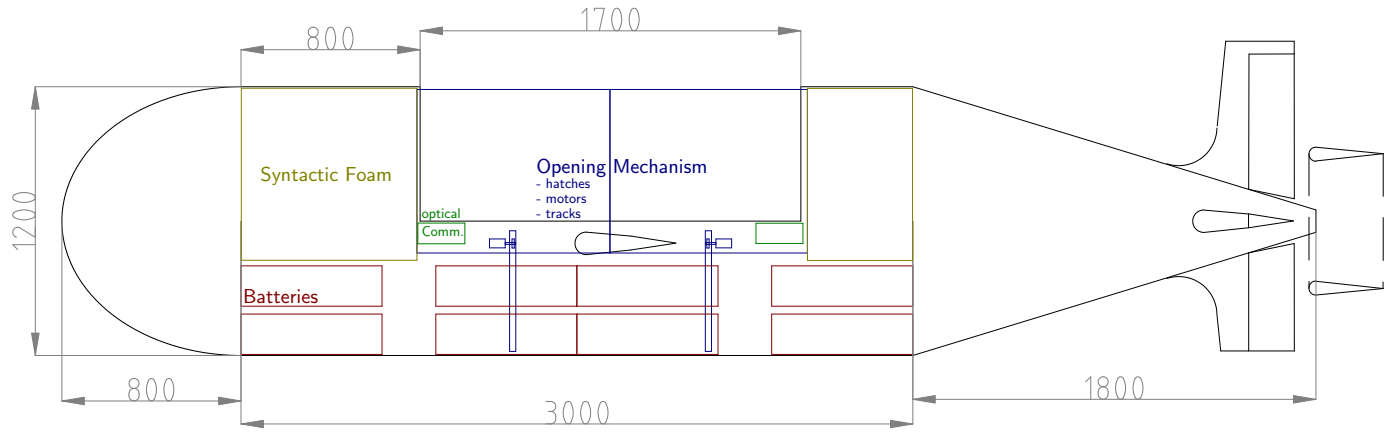 1700
800
Syntactic Foam
Opening Mechanism
- hatches
- motors
- tracks
optical
Comm.
1200
Batteries
800
3000
1800